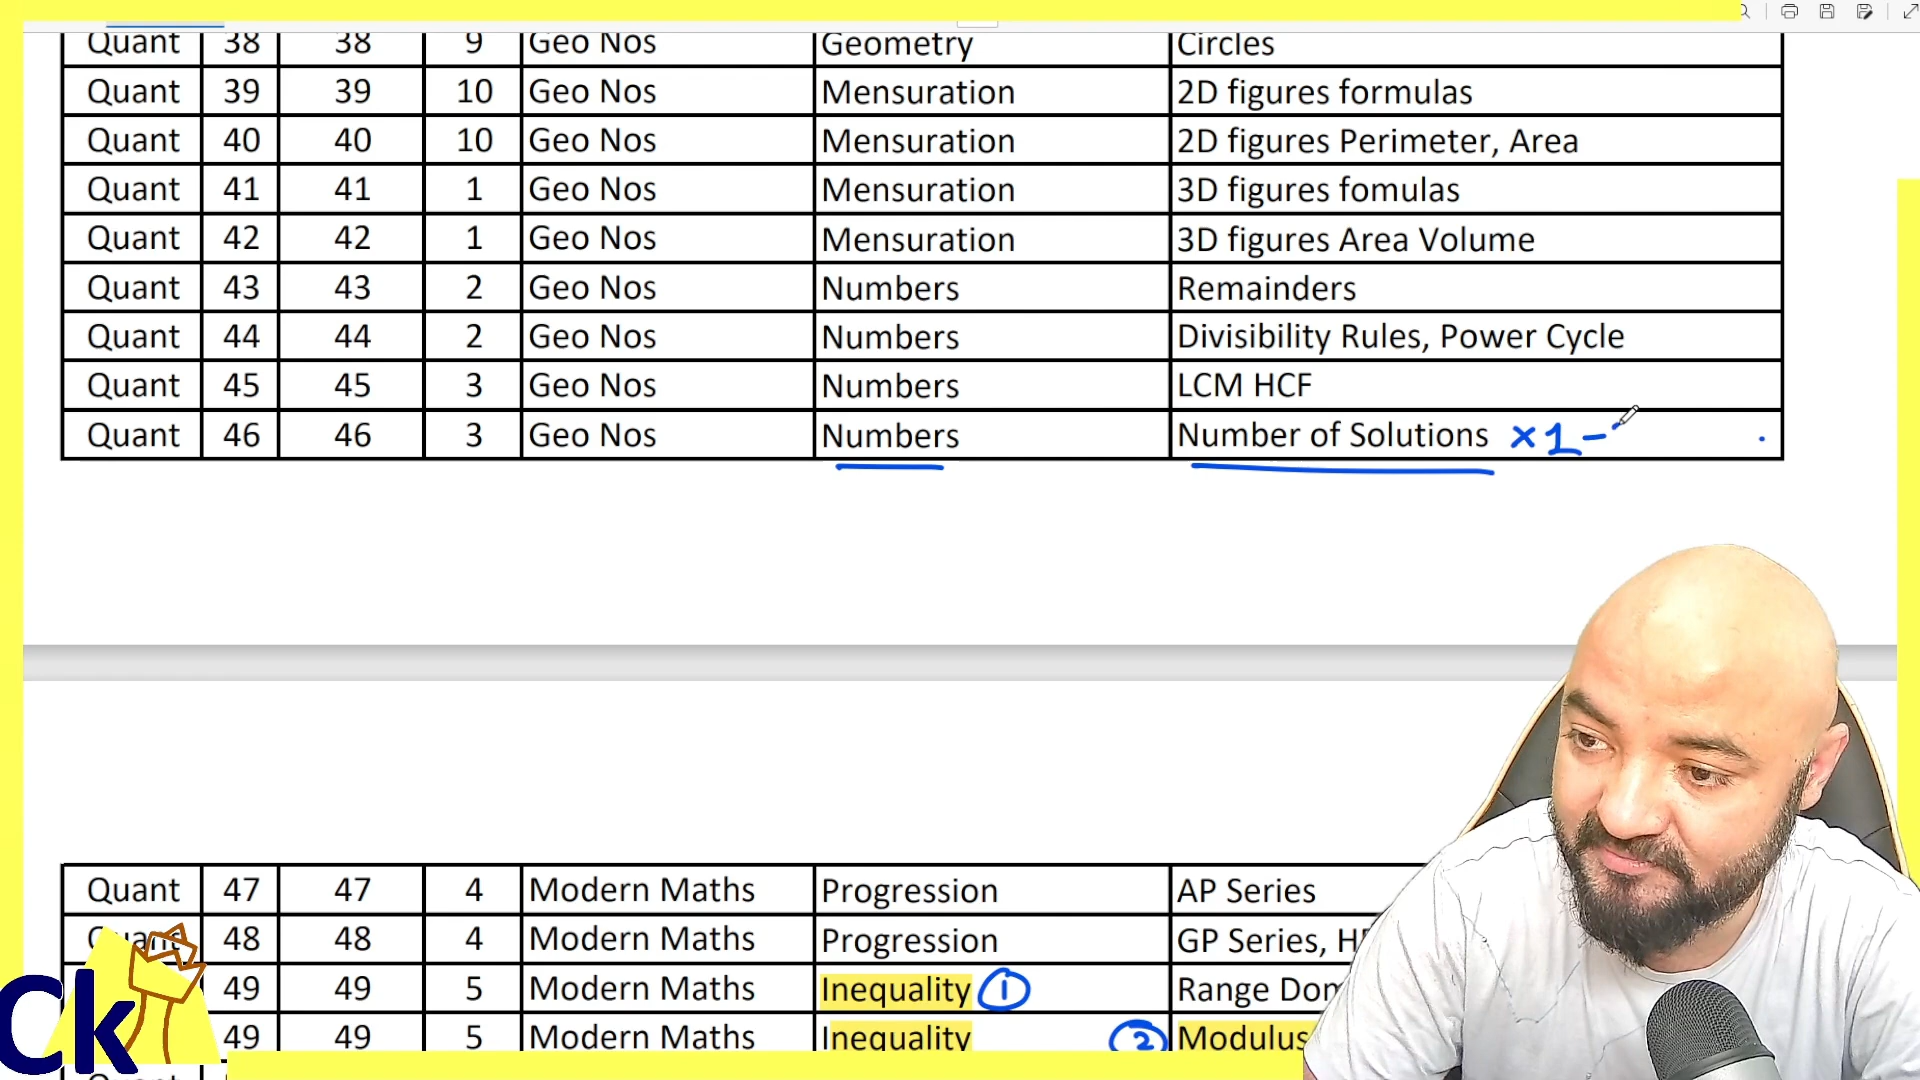 Quant 38 38 9 Geo Nos Geometry Circles
Quant 39 39 10 Geo Nos Mensuration 2D figures formulas
Quant 40 40 10 Geo Nos Mensuration 2D figures Perimeter, Area
Quant 41 41 1 Geo Nos Mensuration 3D figures fomulas
Quant 42 42 1 Geo Nos Mensuration 3D figures Area Volume
Quant 43 43 2 Geo Nos Numbers Remainders
Quant 44 44 2 Geo Nos Numbers Divisibility Rules, Power Cycle
Quant 45 45 3 Geo Nos Numbers LCM HCF
Quant 46 46 3 Geo Nos Numbers Number of Solutions ×1-
Quant 47 47 4 Modern Maths Progression AP Series
Quant 48 48 4 Modern Maths Progression GP Series,
49 49 5 Modern Maths Inequality 1 Range
49 49 5 Modern Maths Inequality 2 Modulus
Ck